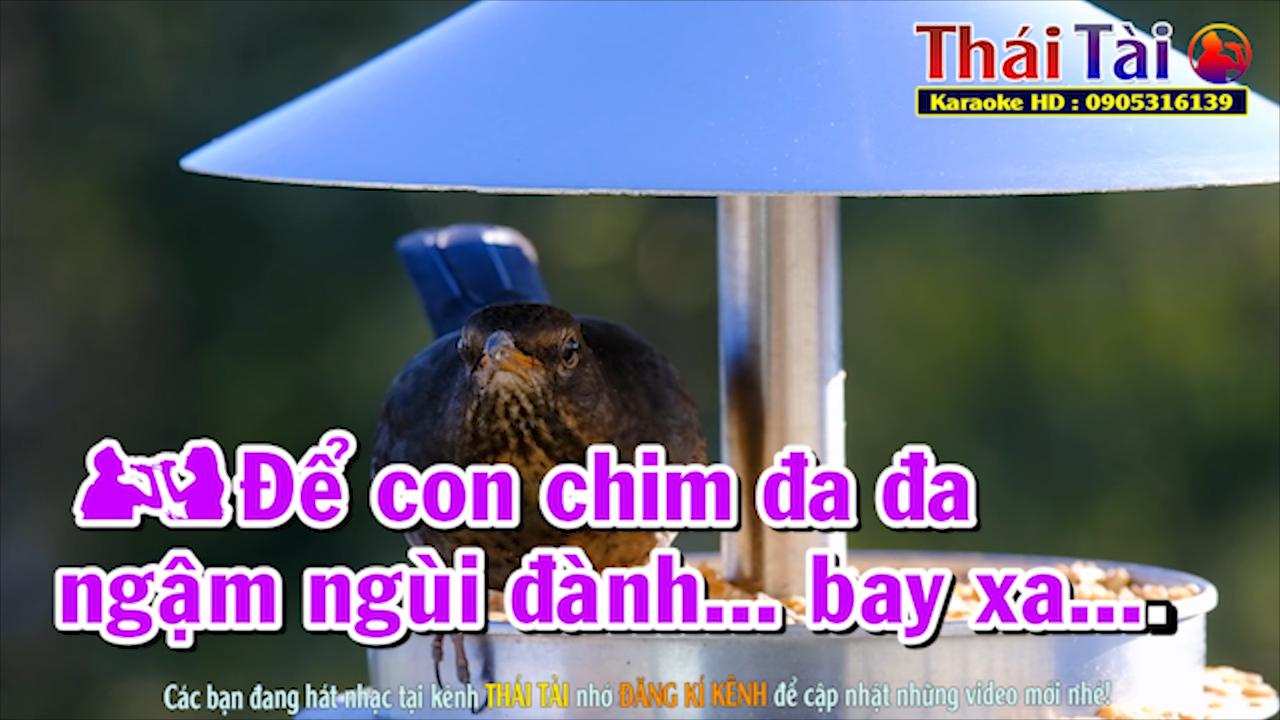 Thái Tài
Karaoke HD : 0905316139
Để con chim đa đa
ngậm ngùi đành... bay xa....
Các bạn đang hát nhạc tại kênh THÁI TÀI nhớ ĐĂNG KÍ KÊNH để cập nhật những video mới nhé!